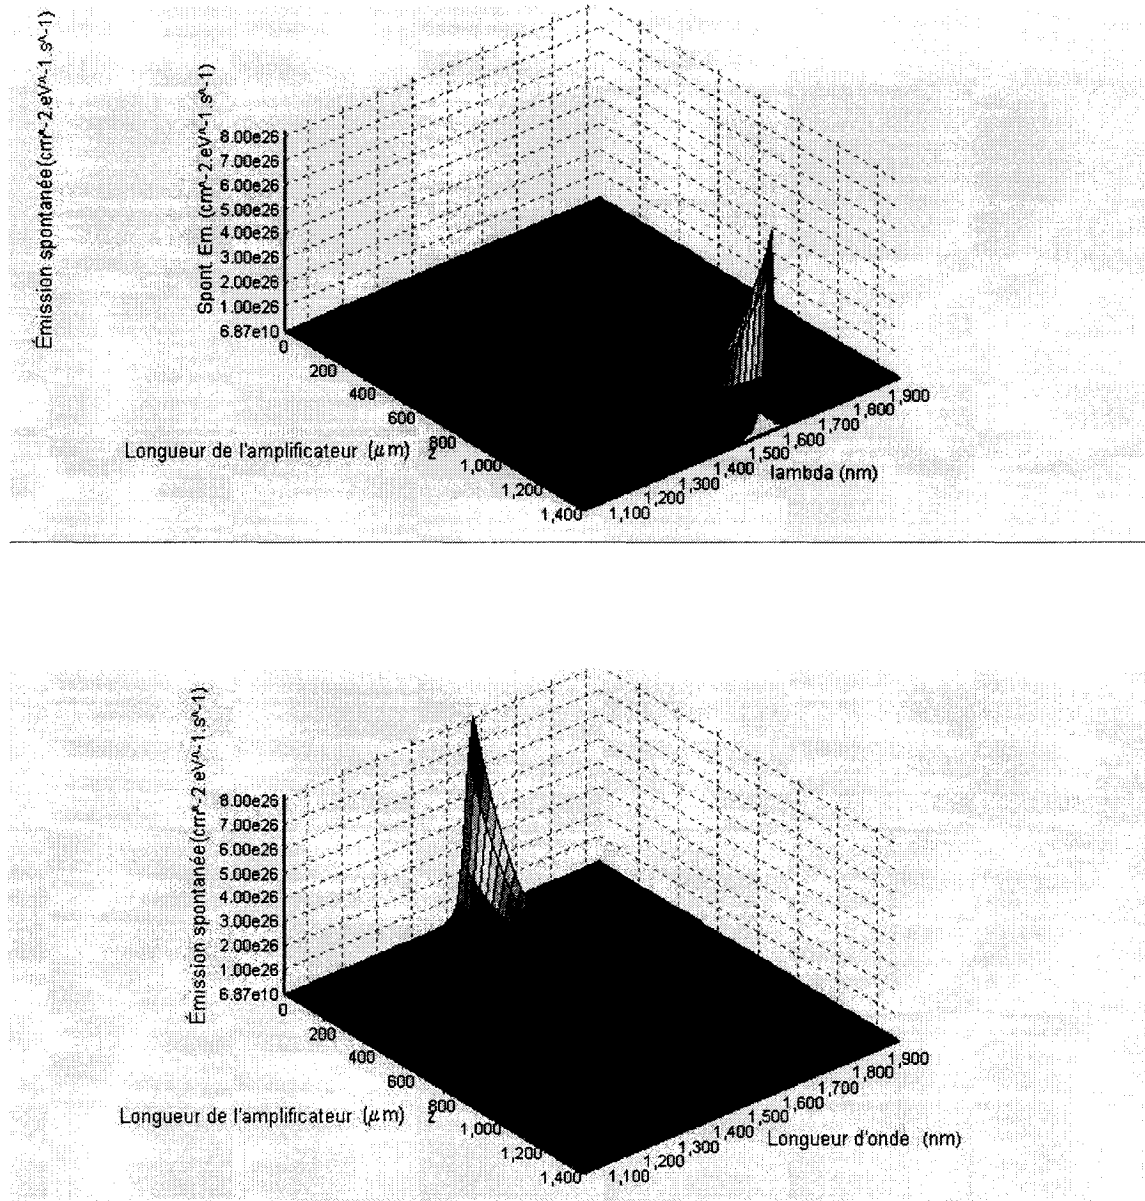 Émission spontanée (cm^-2.eV^-1.s^-1)
Spont. Em. (cm^-2.eV^-1.s^-1)
8.00e26
7.00e26
6.00e26
5.00e26
4.00e26
3.00e26
2.00e26
1.00e26
6.87e10
0
200
400
600
800
1,000
1,200
1,400
Longueur de l'amplificateur (μm) z
1,100
1,200
1,300
1,400
1,500
1,600
1,700
1,800
1,900
lambda (nm)
Émission spontanée (cm^-2.eV^-1.s^-1)
8.00e26
7.00e26
6.00e26
5.00e26
4.00e26
3.00e26
2.00e26
1.00e26
6.87e10
0
200
400
600
800
1,000
1,200
1,400
Longueur de l'amplificateur (μm) z
1,100
1,200
1,300
1,400
1,500
1,600
1,700
1,800
1,900
Longueur d'onde (nm)